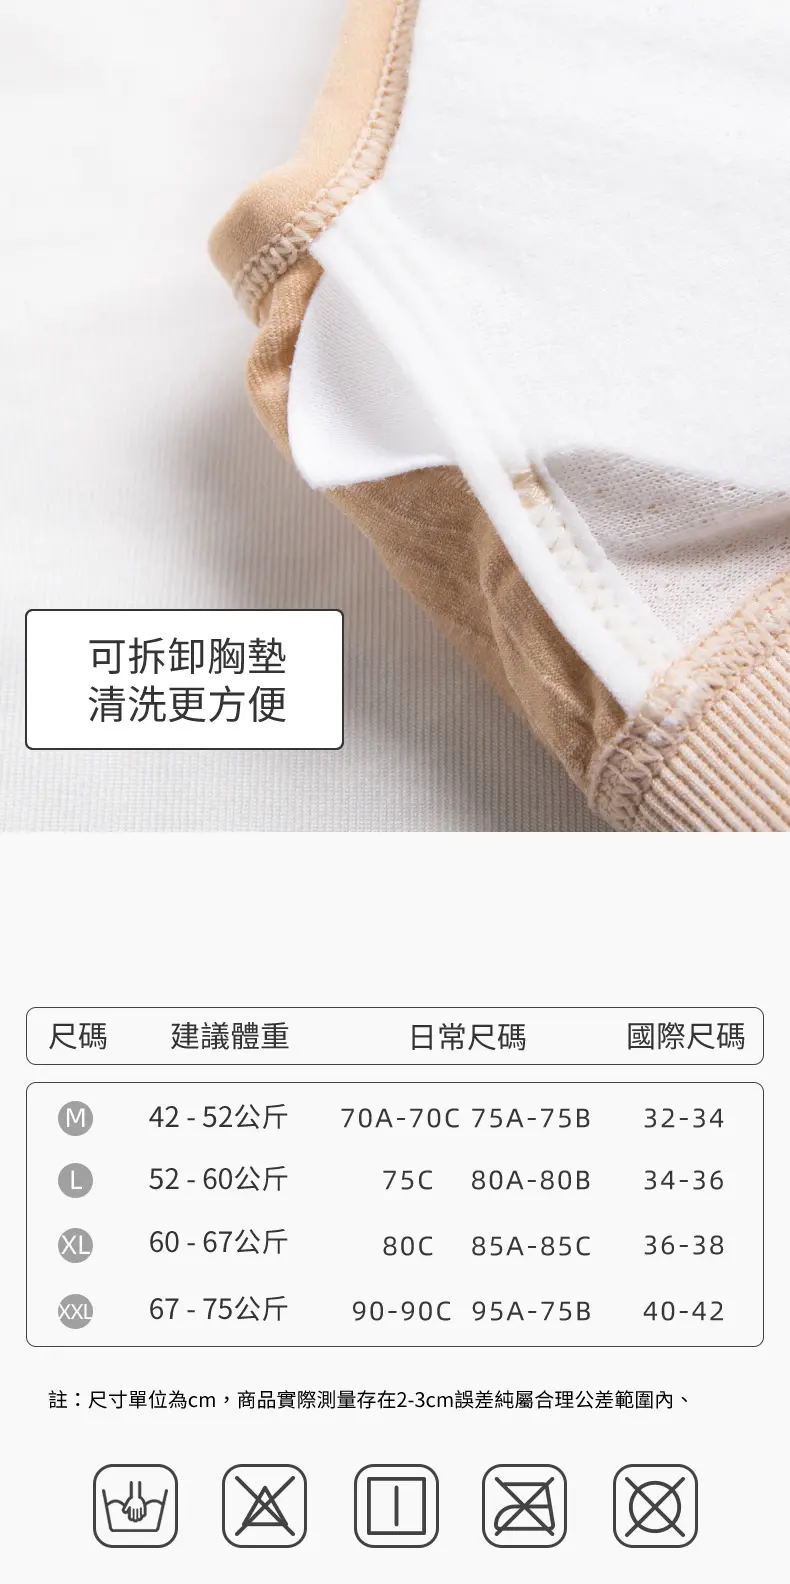 可拆卸胸墊
清洗更方便
尺碼 建議體重 日常尺碼 國際尺碼
M 42 - 52公斤 70A-70C 75A-75B 32-34
L 52 - 60公斤 75C 80A-80B 34-36
XL 60 - 67公斤 80C 85A-85C 36-38
XXL 67 - 75公斤 90-90C 95A-75B 40-42
註：尺寸單位為cm，商品實際測量存在2-3cm誤差純屬合理公差範圍內、